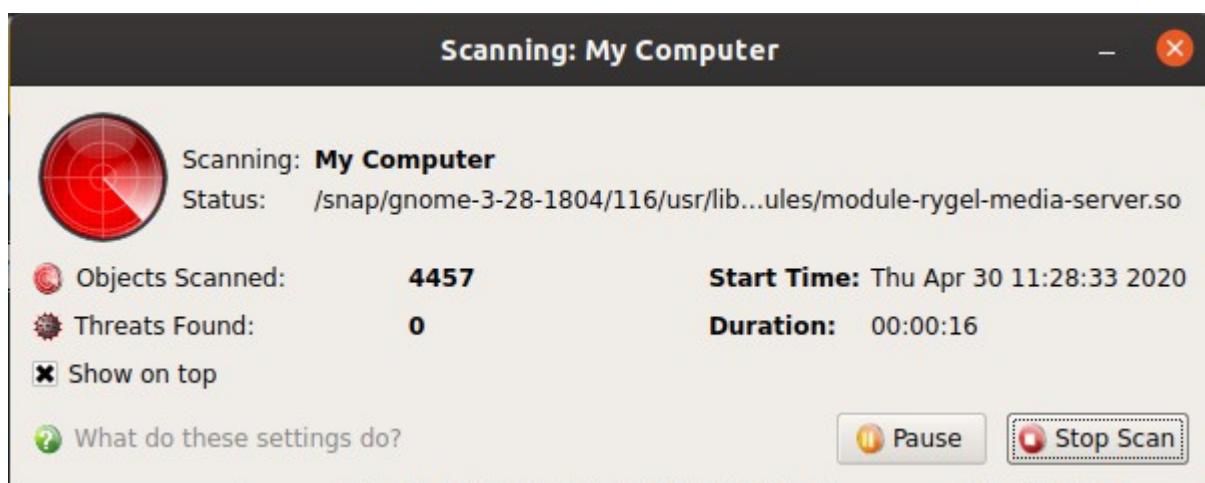 Scanning: My Computer
Scanning: My Computer
Status: /snap/gnome-3-28-1804/116/usr/lib...ules/module-rygel-media-server.so
Objects Scanned: 4457 Start Time: Thu Apr 30 11:28:33 2020
Threats Found: 0 Duration: 00:00:16
Show on top
What do these settings do? Pause Stop Scan